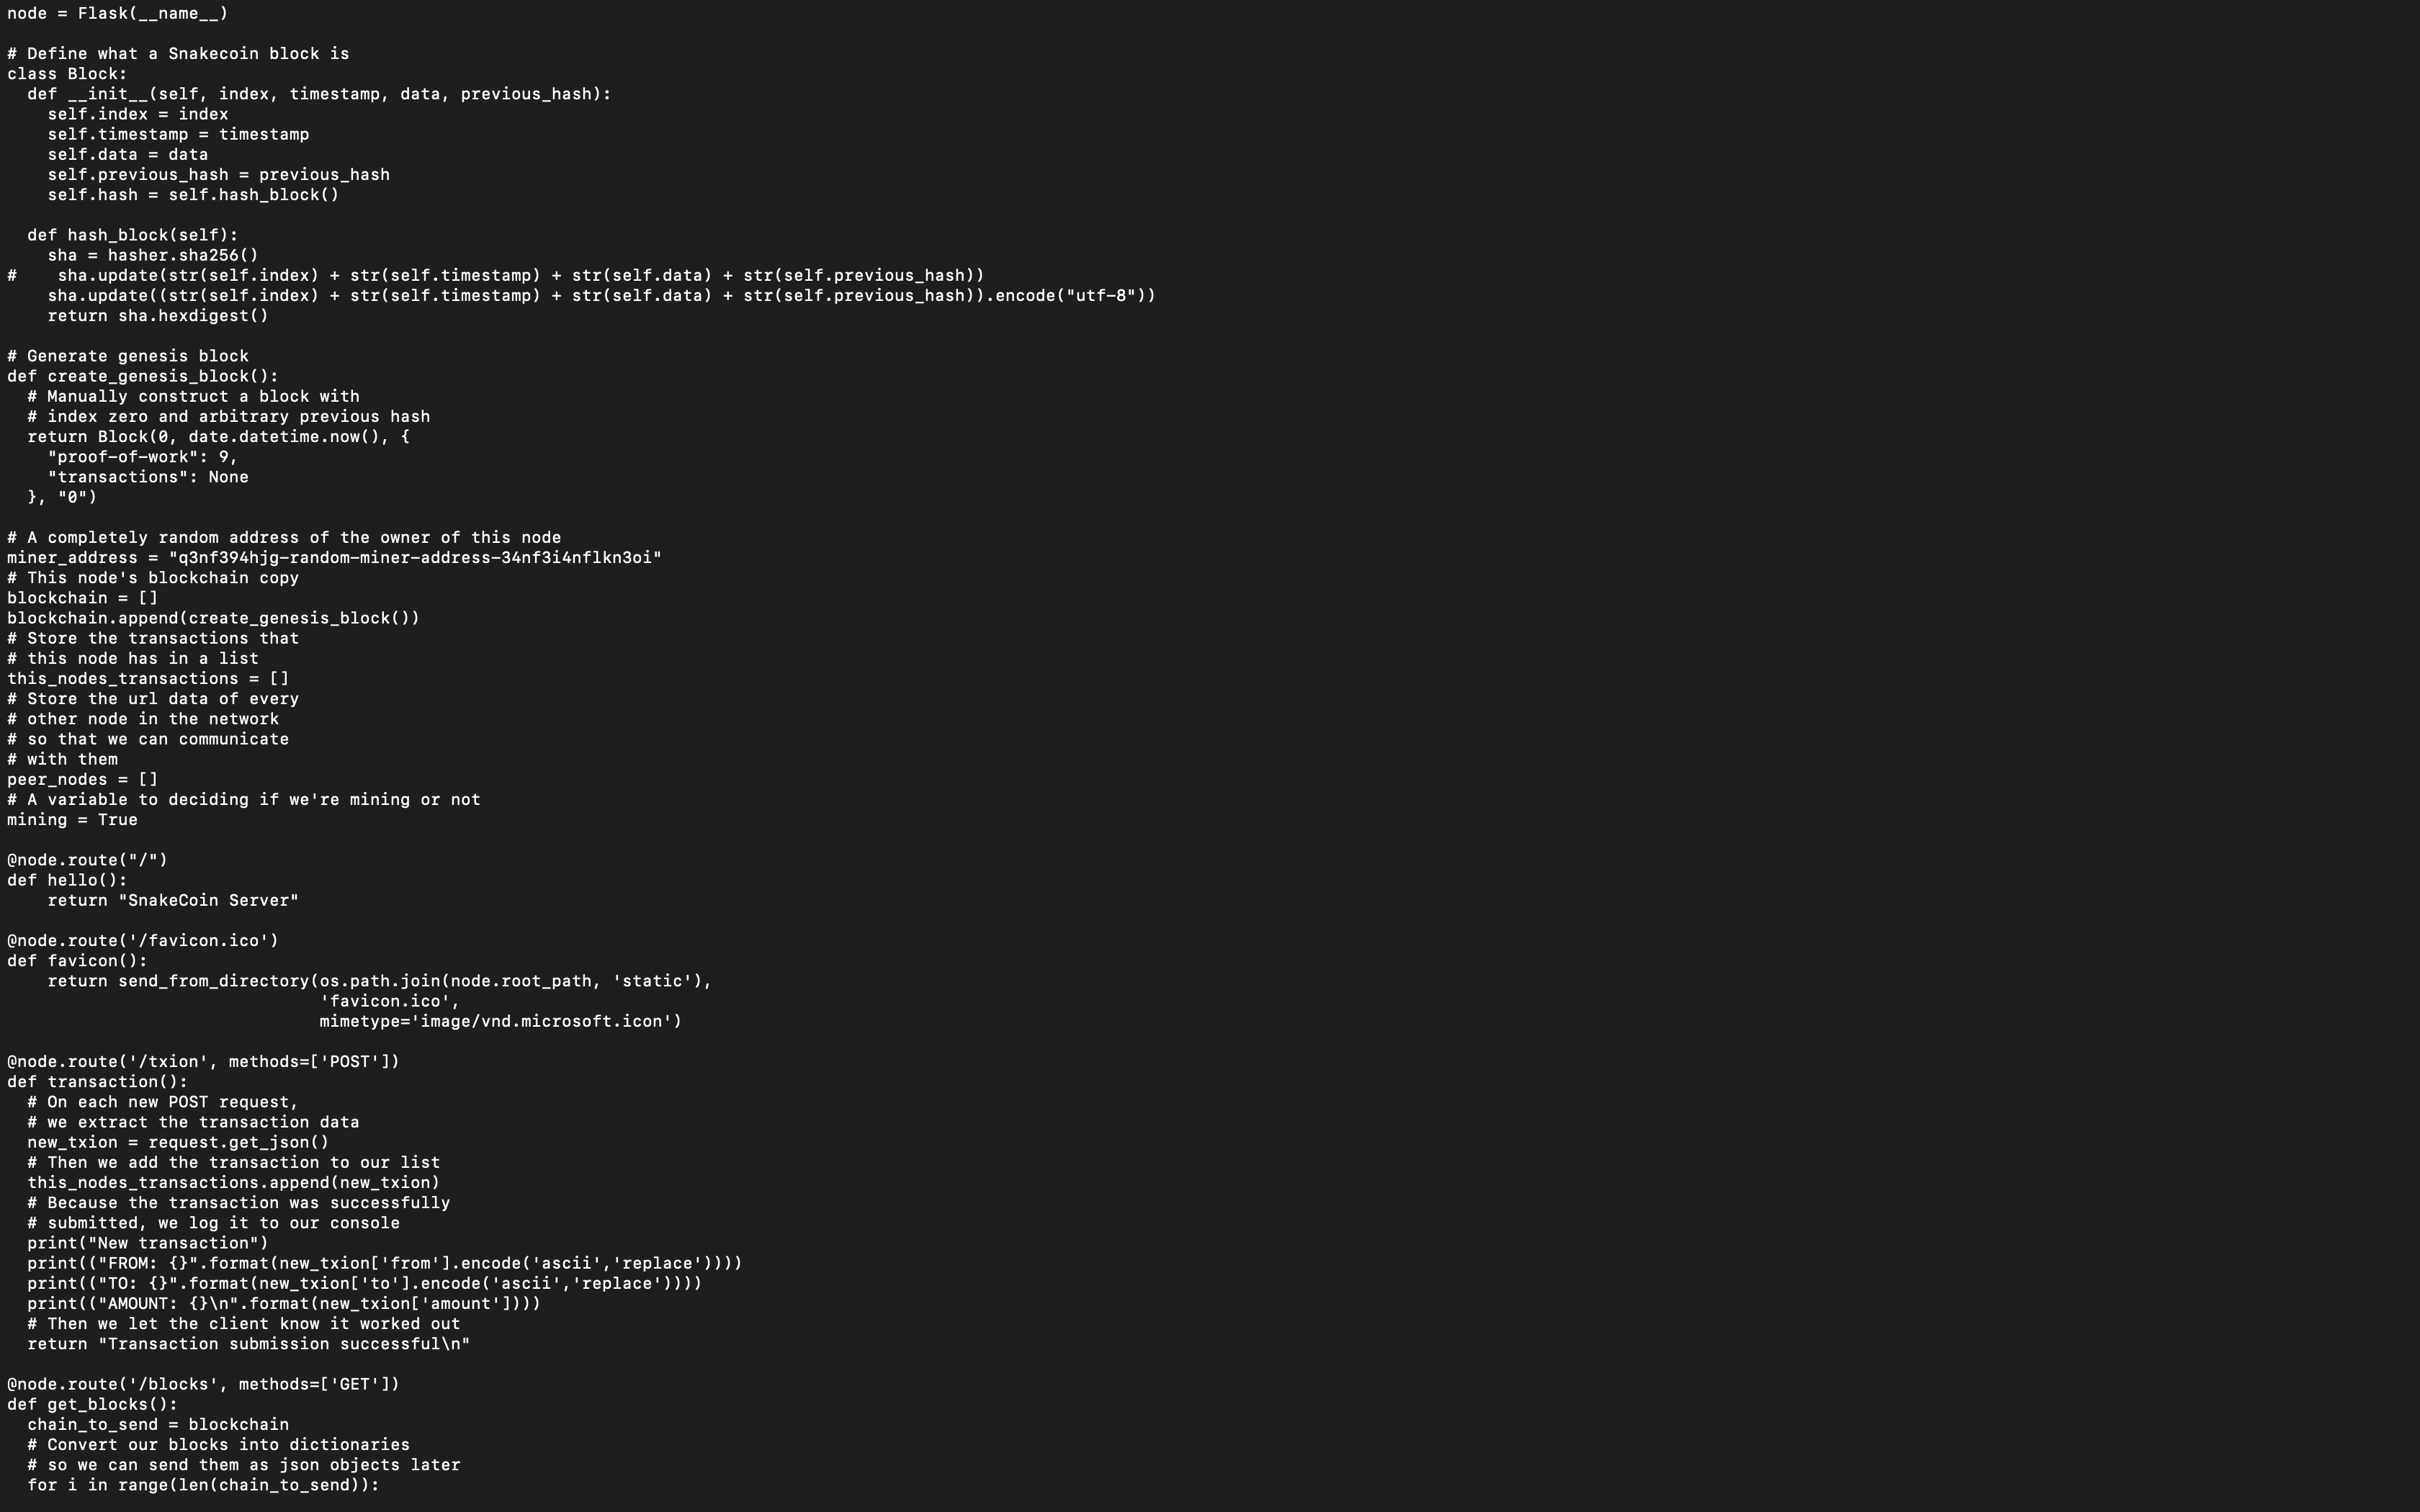 node = Flask(__name__)

# Define what a Snakecoin block is
class Block:
  def __init__(self, index, timestamp, data, previous_hash):
    self.index = index
    self.timestamp = timestamp
    self.data = data
    self.previous_hash = previous_hash
    self.hash = self.hash_block()

  def hash_block(self):
    sha = hasher.sha256()
#    sha.update(str(self.index) + str(self.timestamp) + str(self.data) + str(self.previous_hash))
    sha.update((str(self.index) + str(self.timestamp) + str(self.data) + str(self.previous_hash)).encode("utf-8"))
    return sha.hexdigest()

# Generate genesis block
def create_genesis_block():
  # Manually construct a block with
  # index zero and arbitrary previous hash
  return Block(0, date.datetime.now(), {
    "proof-of-work": 9,
    "transactions": None
  }, "0")

# A completely random address of the owner of this node
miner_address = "q3nf394hjg-random-miner-address-34nf3i4nflkn3oi"
# This node's blockchain copy
blockchain = []
blockchain.append(create_genesis_block())
# Store the transactions that
# this node has in a list
this_nodes_transactions = []
# Store the url data of every
# other node in the network
# so that we can communicate
# with them
peer_nodes = []
# A variable to deciding if we're mining or not
mining = True

@node.route("/")
def hello():
    return "SnakeCoin Server"

@node.route('/favicon.ico')
def favicon():
    return send_from_directory(os.path.join(node.root_path, 'static'),
                               'favicon.ico',
                               mimetype='image/vnd.microsoft.icon')

@node.route('/txion', methods=['POST'])
def transaction():
  # On each new POST request,
  # we extract the transaction data
  new_txion = request.get_json()
  # Then we add the transaction to our list
  this_nodes_transactions.append(new_txion)
  # Because the transaction was successfully
  # submitted, we log it to our console
  print("New transaction")
  print(("FROM: {}".format(new_txion['from'].encode('ascii','replace'))))
  print(("TO: {}".format(new_txion['to'].encode('ascii','replace'))))
  print(("AMOUNT: {}\n".format(new_txion['amount'])))
  # Then we let the client know it worked out
  return "Transaction submission successful\n"

@node.route('/blocks', methods=['GET'])
def get_blocks():
  chain_to_send = blockchain
  # Convert our blocks into dictionaries
  # so we can send them as json objects later
  for i in range(len(chain_to_send)):